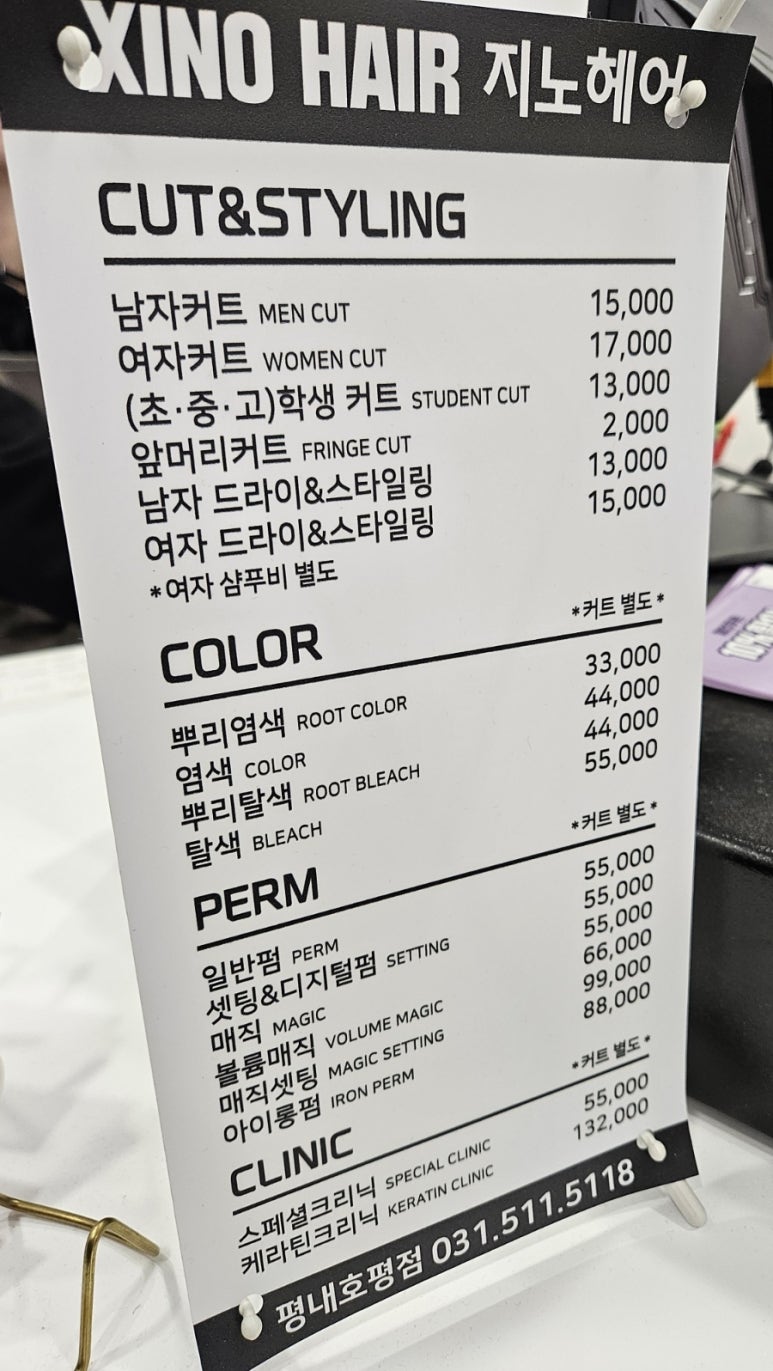 XINO HAIR 지노헤어
CUT&STYLING
남자커트 MEN CUT 15,000
여자커트 WOMEN CUT 17,000
(초·중·고)학생 커트 STUDENT CUT 13,000
앞머리커트 FRINGE CUT 2,000
남자 드라이&스타일링 13,000
여자 드라이&스타일링 15,000
*여자 샴푸비 별도
COLOR *커트 별도*
뿌리염색 ROOT COLOR 33,000
염색 COLOR 44,000
뿌리탈색 ROOT BLEACH 44,000
탈색 BLEACH 55,000
PERM *커트 별도*
일반펌 PERM 55,000
셋팅&디지털펌 SETTING 55,000
매직 MAGIC 55,000
볼륨매직 VOLUME MAGIC 66,000
매직셋팅 MAGIC SETTING 99,000
아이롱펌 IRON PERM 88,000
CLINIC *커트 별도*
스페셜크리닉 SPECIAL CLINIC 55,000
케라틴크리닉 KERATIN CLINIC 132,000
평내호평점 031.511.5118